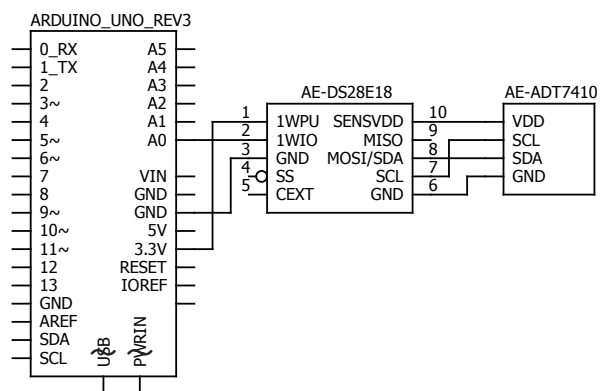 ARDUINO_UNO_REV3
0_RX A5
1_TX A4
2 A3
3~ A2
4 A1
5~ A0
6~
7 VIN
8 GND
9~ GND
10~ 5V
11~ 3.3V
12 RESET
13 IOREF
GND
AREF
SDA
SCL
USB
PWRIN
AE-DS28E18
1 1WPU SENSVDD 10
2 1WIO MISO 9
3 GND MOSI/SDA 8
4 SS SCL 7
5 CEXT GND 6
AE-ADT7410
VDD
SCL
SDA
GND